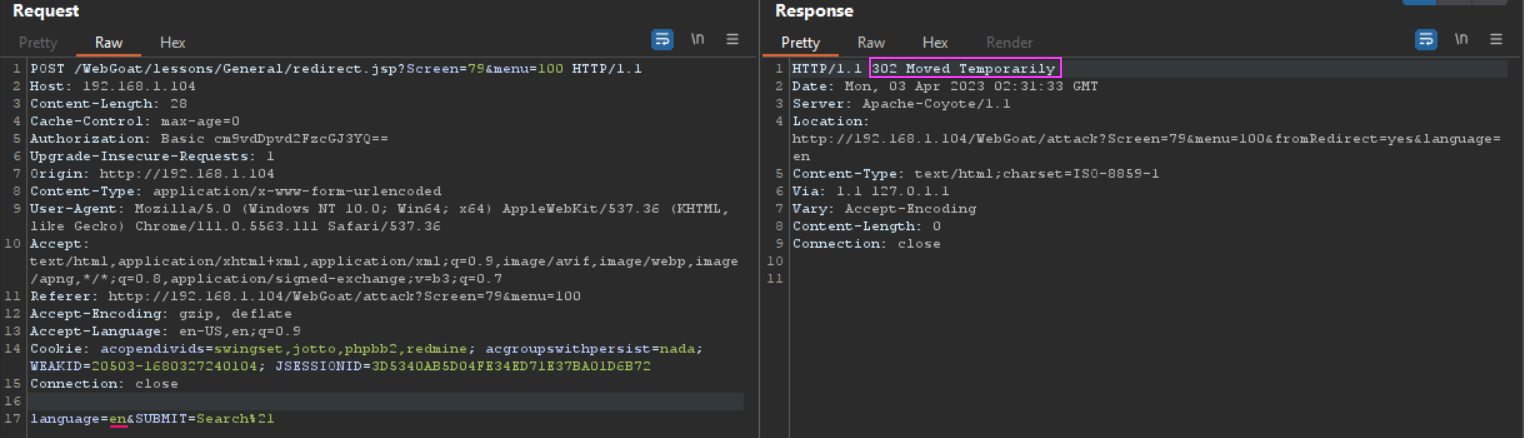 Request
Pretty Raw Hex \n
1 POST /WebGoat/lessons/General/redirect.jsp?Screen=79&menu=100 HTTP/1.1
2 Host: 192.168.1.104
3 Content-Length: 28
4 Cache-Control: max-age=0
5 Authorization: Basic cm9vdDpvd2FzcGJ3YQ==
6 Upgrade-Insecure-Requests: 1
7 Origin: http://192.168.1.104
8 Content-Type: application/x-www-form-urlencoded
9 User-Agent: Mozilla/5.0 (Windows NT 10.0; Win64; x64) AppleWebKit/537.36 (KHTML,
like Gecko) Chrome/111.0.5563.111 Safari/537.36
10 Accept:
text/html,application/xhtml+xml,application/xml;q=0.9,image/avif,image/webp,image
/apng,*/*;q=0.8,application/signed-exchange;v=b3;q=0.7
11 Referer: http://192.168.1.104/WebGoat/attack?Screen=79&menu=100
12 Accept-Encoding: gzip, deflate
13 Accept-Language: en-US,en;q=0.9
14 Cookie: acopendivids=swingset,jotto,phpbb2,redmine; acgroupswithpersist=nada;
WEAKID=20503-1680327240104; JSESSIONID=3D5340AB5D04FE34ED71E37BA01D6B72
15 Connection: close
16
17 language=en&SUBMIT=Search%21
Response
Pretty Raw Hex Render \n
1 HTTP/1.1 302 Moved Temporarily
2 Date: Mon, 03 Apr 2023 02:31:33 GMT
3 Server: Apache-Coyote/1.1
4 Location:
http://192.168.1.104/WebGoat/attack?Screen=79&menu=100&fromRedirect=yes&language=
en
5 Content-Type: text/html;charset=ISO-8859-1
6 Via: 1.1 127.0.1.1
7 Vary: Accept-Encoding
8 Content-Length: 0
9 Connection: close
10
11